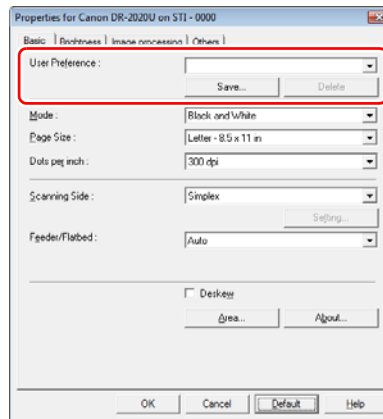 Properties for Canon DR-2020U on STI - 0000
Basic Brightness Image processing Others
User Preference :
Save... Delete
Mode : Black and White
Page Size : Letter - 8.5 x 11 in
Dots per inch : 300 dpi
Scanning Side : Simplex
Setting...
Feeder/Flatbed : Auto
Deskew
Area... About...
OK Cancel Default Help